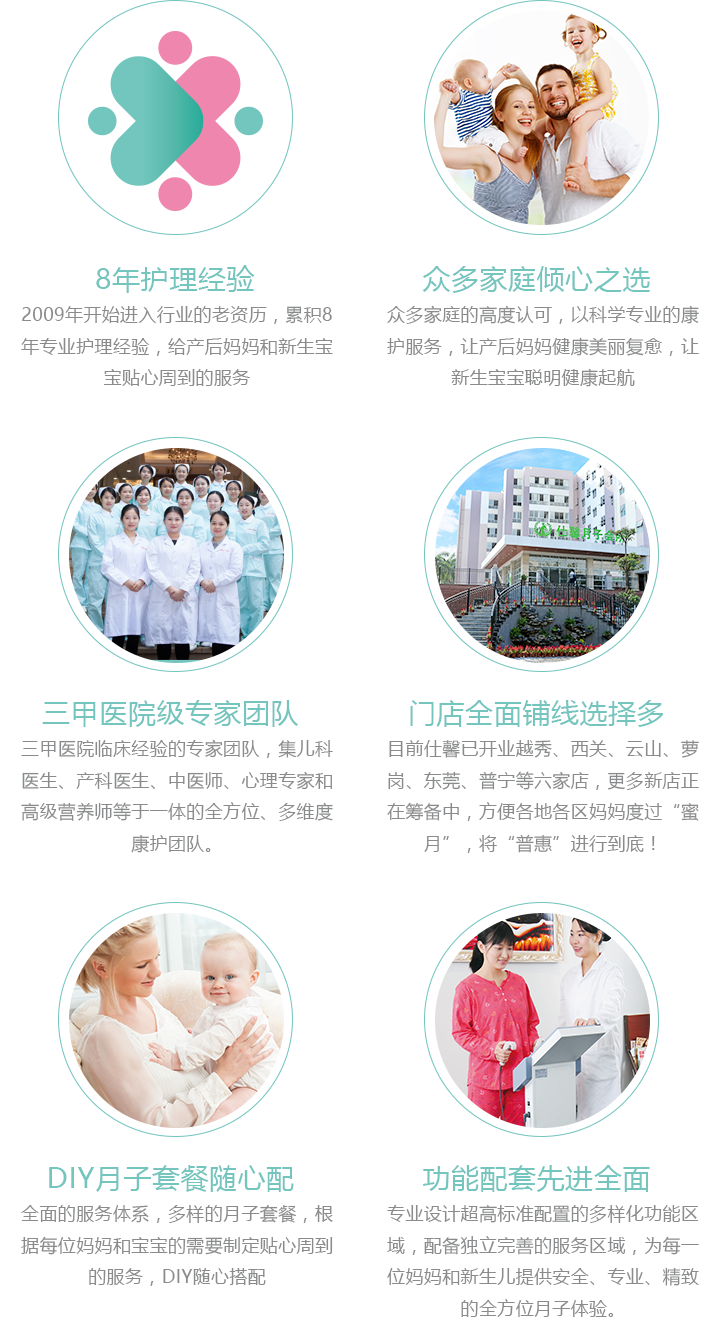 8年护理经验
2009年开始进入行业的老资历，累积8
年专业护理经验，给产后妈妈和新生宝
宝贴心周到的服务
众多家庭倾心之选
众多家庭的高度认可，以科学专业的康
护服务，让产后妈妈健康美丽复愈，让
新生宝宝聪明健康起航
仕馨月子会所
三甲医院级专家团队
三甲医院临床经验的专家团队，集儿科
医生、产科医生、中医师、心理专家和
高级营养师等于一体的全方位、多维度
康护团队。
门店全面铺线选择多
目前仕馨已开业越秀、西关、云山、萝
岗、东莞、普宁等六家店，更多新店正
在筹备中，方便各地各区妈妈度过“蜜
月”，将“普惠”进行到底！
DIY月子套餐随心配
全面的服务体系，多样的月子套餐，根
据每位妈妈和宝宝的需要制定贴心周到
的服务，DIY随心搭配
功能配套先进全面
专业设计超高标准配置的多样化功能区
域，配备独立完善的服务区域，为每一
位妈妈和新生儿提供安全、专业、精致
的全方位月子体验。